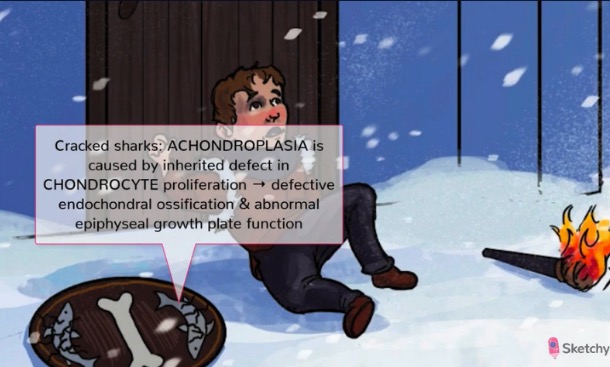 Cracked sharks: ACHONDROPLASIA is
caused by inherited defect in
CHONDROCYTE proliferation → defective
endochondral ossification & abnormal
epiphyseal growth plate function
Sketchy